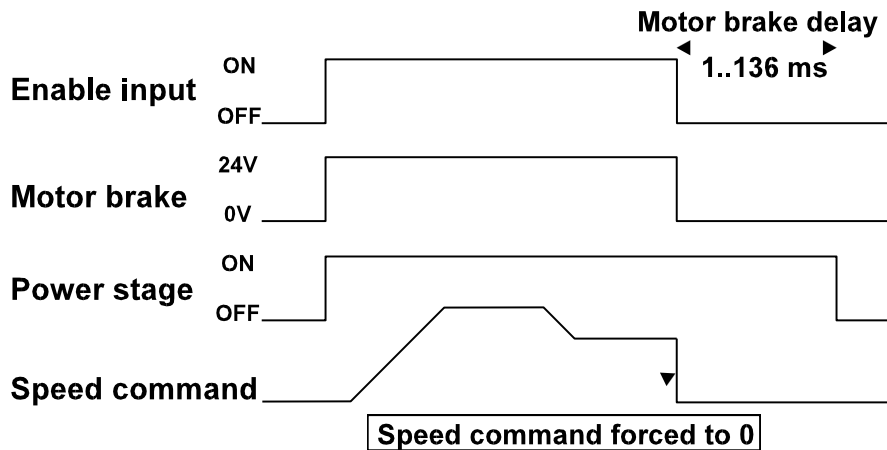 Motor brake delay
1..136 ms
Enable input
ON
OFF
Motor brake
24V
0V
Power stage
ON
OFF
Speed command
Speed command forced to 0